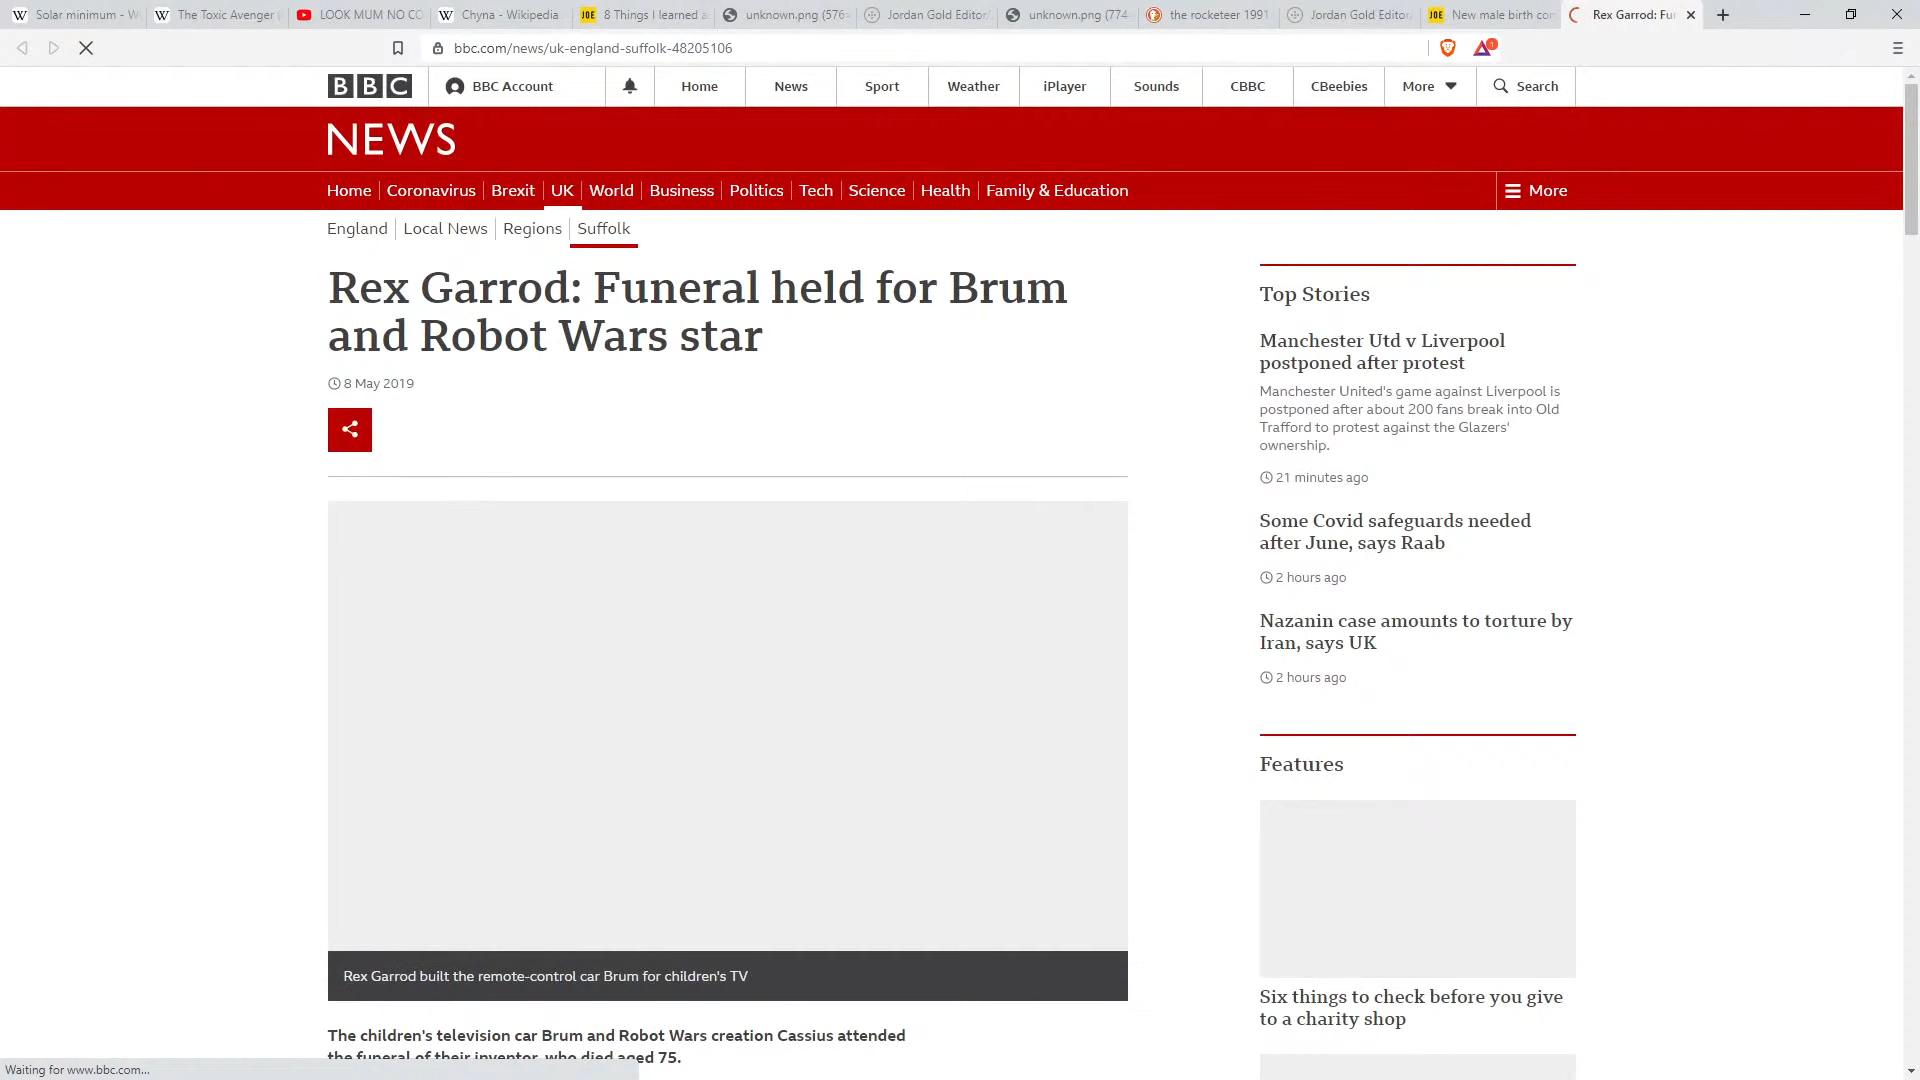 Solar minimum - W
The Toxic Avenger
LOOK MUM NO CO
Chyna - Wikipedia
8 Things I learned a
unknown.png (576×
Jordan Gold Editor/
unknown.png (774
the rocketeer 1991
Jordan Gold Editor/
New male birth con
Rex Garrod: Fu
bbc.com/news/uk-england-suffolk-48205106
1
BBC
BBC Account
Home
News
Sport
Weather
iPlayer
Sounds
CBBC
CBeebies
More
Search
NEWS
Home
Coronavirus
Brexit
UK
World
Business
Politics
Tech
Science
Health
Family & Education
More
England
Local News
Regions
Suffolk
Rex Garrod: Funeral held for Brum
and Robot Wars star
8 May 2019
Rex Garrod built the remote-control car Brum for children's TV
The children's television car Brum and Robot Wars creation Cassius attended
the funeral of their inventor, who died aged 75.
Top Stories
Manchester Utd v Liverpool
postponed after protest
Manchester United's game against Liverpool is
postponed after about 200 fans break into Old
Trafford to protest against the Glazers'
ownership.
21 minutes ago
Some Covid safeguards needed
after June, says Raab
2 hours ago
Nazanin case amounts to torture by
Iran, says UK
2 hours ago
Features
Six things to check before you give
to a charity shop
Waiting for www.bbc.com...